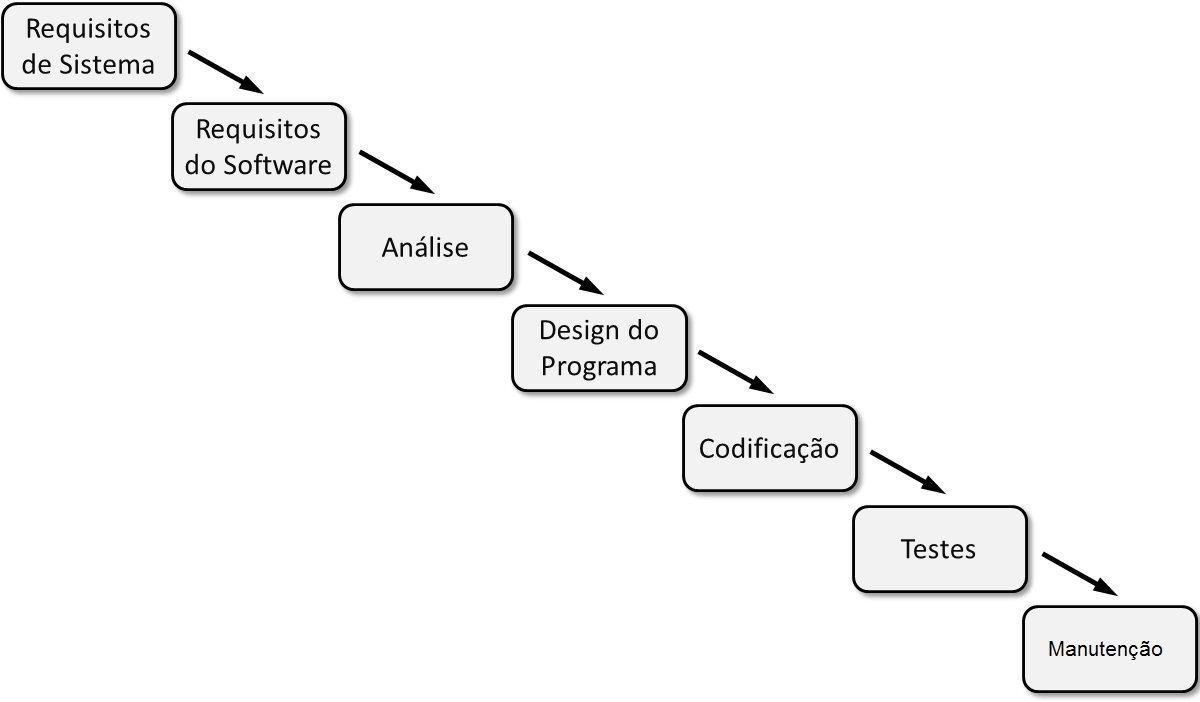 Requisitos
de Sistema
Requisitos
do Software
Análise
Design do
Programa
Codificação
Testes
Manutenção